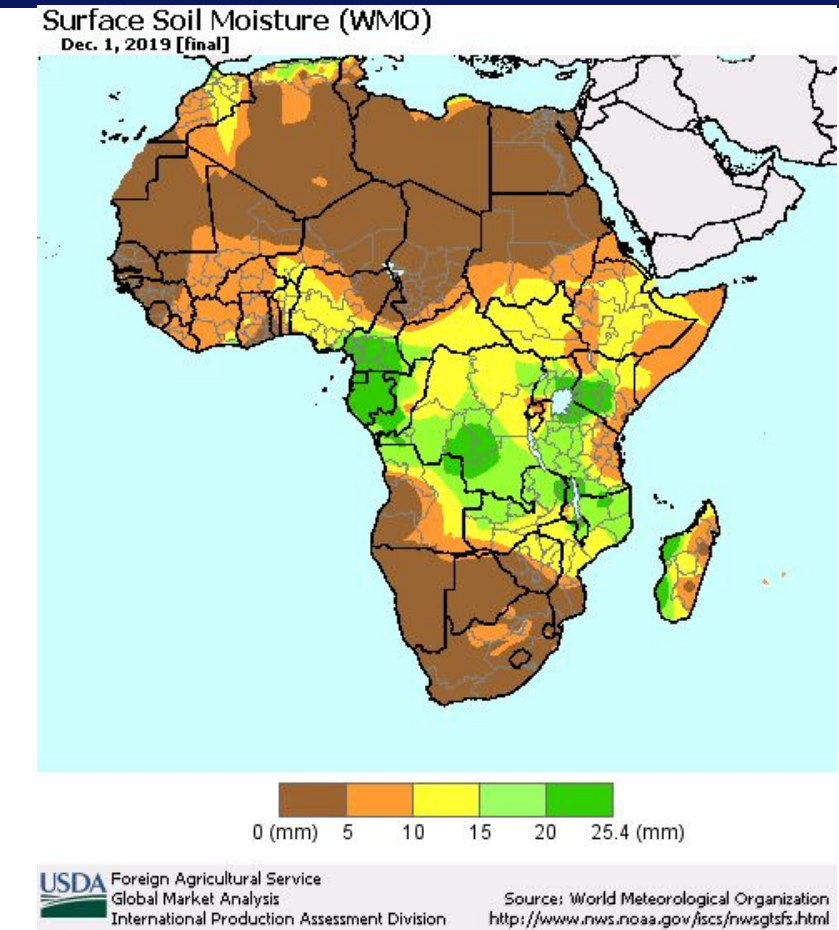 Surface Soil Moisture (WMO)
Dec. 1, 2019 [final]
0 (mm) 5 10 15 20 25.4 (mm)
USDA Foreign Agricultural Service
Global Market Analysis
International Production Assessment Division
Source: World Meteorological Organization
http://www.nws.noaa.gov/iscs/nwsgtsfs.html